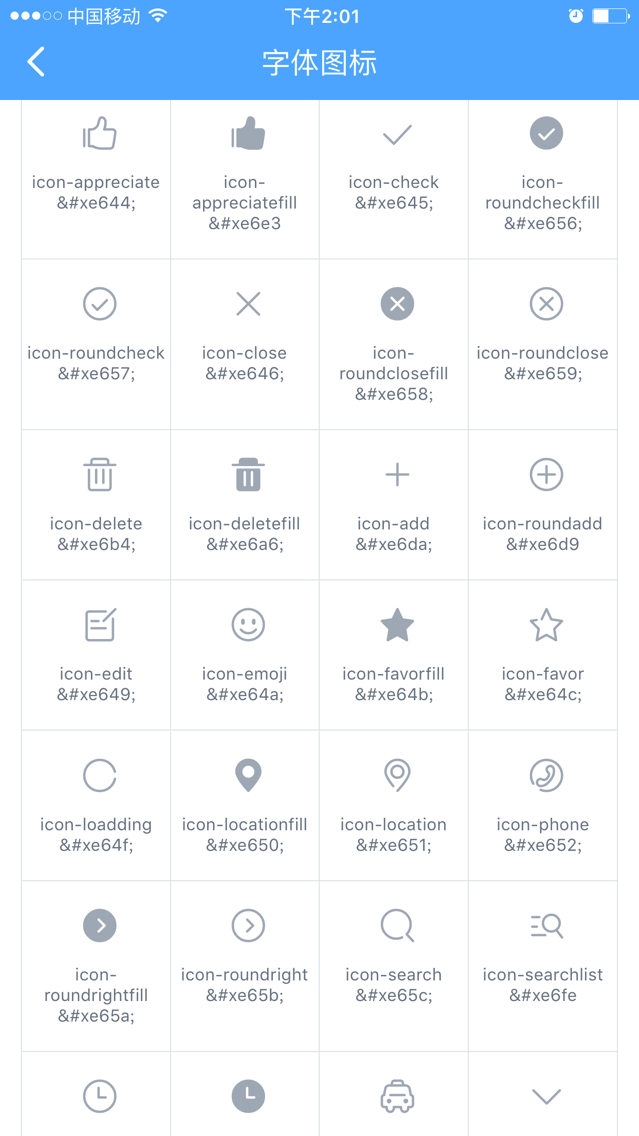 中国移动 下午2:01
字体图标
icon-appreciate
&#xe644;
icon-
appreciatefill
&#xe6e3
icon-check
&#xe645;
icon-
roundcheckfill
&#xe656;
icon-roundcheck
&#xe657;
icon-close
&#xe646;
icon-
roundclosefill
&#xe658;
icon-roundclose
&#xe659;
icon-delete
&#xe6b4;
icon-deletefill
&#xe6a6;
icon-add
&#xe6da;
icon-roundadd
&#xe6d9
icon-edit
&#xe649;
icon-emoji
&#xe64a;
icon-favorfill
&#xe64b;
icon-favor
&#xe64c;
icon-loadding
&#xe64f;
icon-locationfill
&#xe650;
icon-location
&#xe651;
icon-phone
&#xe652;
icon-
roundrightfill
&#xe65a;
icon-roundright
&#xe65b;
icon-search
&#xe65c;
icon-searchlist
&#xe6fe